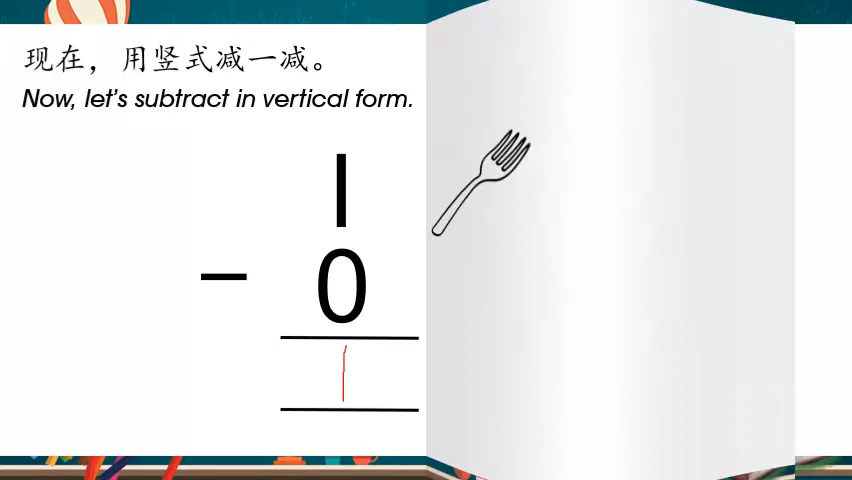 现在，用竖式减一减。
Now, let's subtract in vertical form.
1
− 0
1